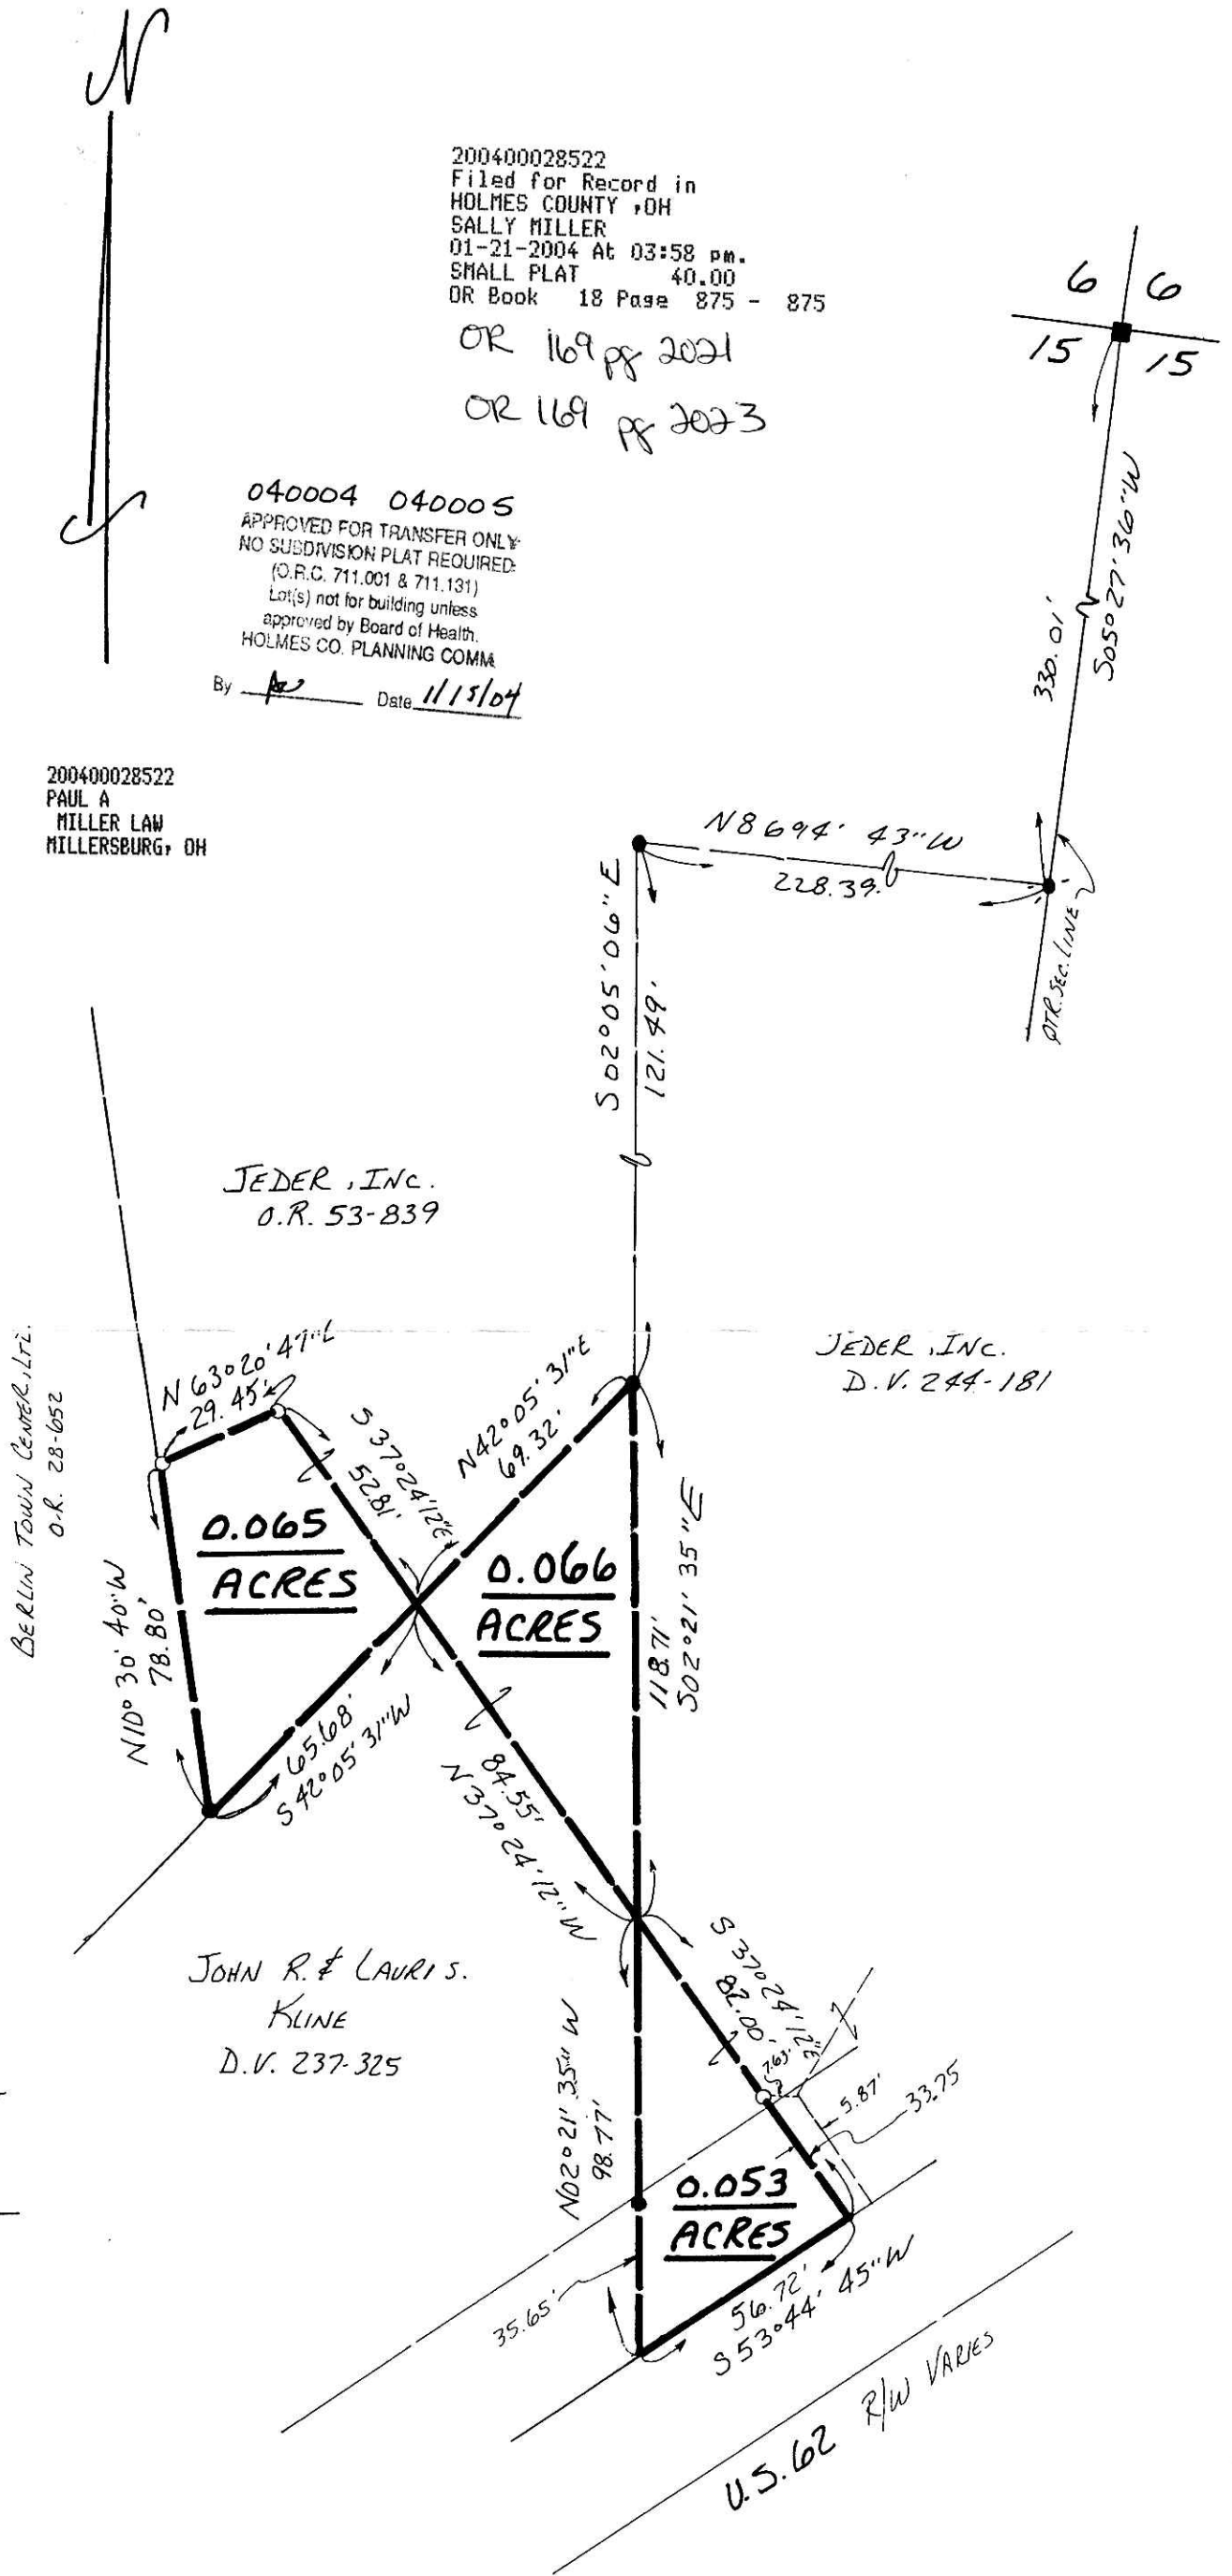 N
200400028522
Filed for Record in
HOLMES COUNTY ,OH
SALLY MILLER
01-21-2004 At 03:58 pm.
SMALL PLAT 40.00
OR Book 18 Page 875 - 875
OR 169 pg 2021
OR 169 pg 2023
6 6
15 15
040004 040005
APPROVED FOR TRANSFER ONLY
NO SUBDIVISION PLAT REQUIRED
(O.R.C. 711.001 & 711.131)
Lot(s) not for building unless
approved by Board of Health.
HOLMES CO. PLANNING COMM.
By Date 1/15/04
330.01'
S05°27'36"W
200400028522
PAUL A
MILLER LAW
MILLERSBURG, OH
N8694' 43"W
228.39'
QTR. SEC. LINE
S02°05'06"E
121.49'
JEDER, INC.
O.R. 53-839
JEDER, INC.
D.V. 244-181
BERLIN TOWN CENTER, LTD.
O.R. 28-652
N63°20'47"E
29.45'
S37°24'12"E
52.81'
N42°05'31"E
69.32'
0.065
ACRES
0.066
ACRES
N10°30'40"W
78.80'
118.71'
S02°21'35"E
65.68'
S42°05'31"W
84.55'
N37°24'12"W
JOHN R. & LAURI S.
KLINE
D.V. 237-325
S37°24'12"E
82.00'
7.63'
5.87'
33.75
N02°21'35"W
98.77'
0.053
ACRES
35.65'
56.72'
S53°44'45"W
U.S. 62 R/W VARIES